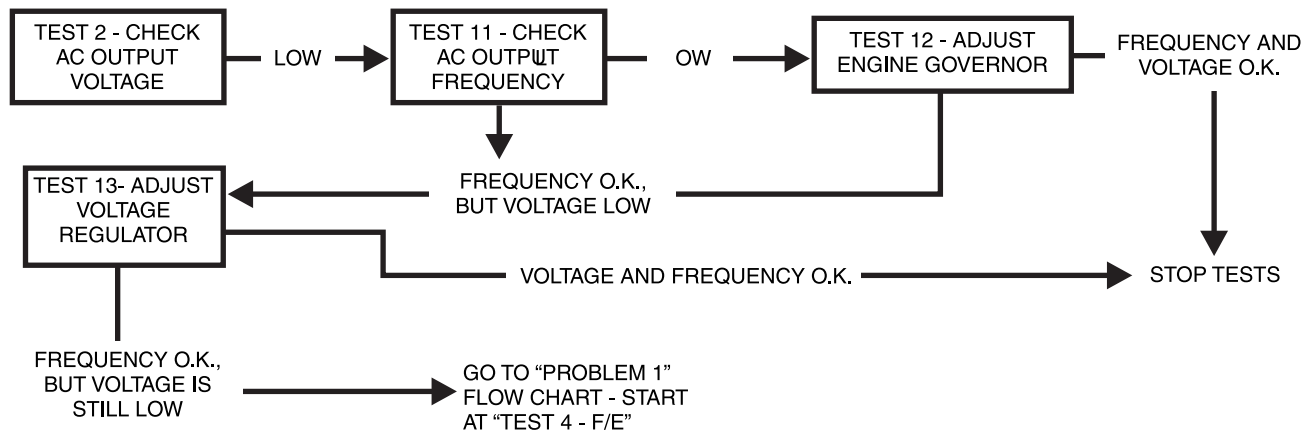 TEST 2 - CHECK
AC OUTPUT
VOLTAGE
LOW
TEST 11 - CHECK
AC OUTPUT
FREQUENCY
OW
TEST 12 - ADJUST
ENGINE GOVERNOR
FREQUENCY AND
VOLTAGE O.K.
TEST 13- ADJUST
VOLTAGE
REGULATOR
FREQUENCY O.K.,
BUT VOLTAGE LOW
VOLTAGE AND FREQUENCY O.K.
STOP TESTS
FREQUENCY O.K.,
BUT VOLTAGE IS
STILL LOW
GO TO “PROBLEM 1”
FLOW CHART - START
AT “TEST 4 - F/E”